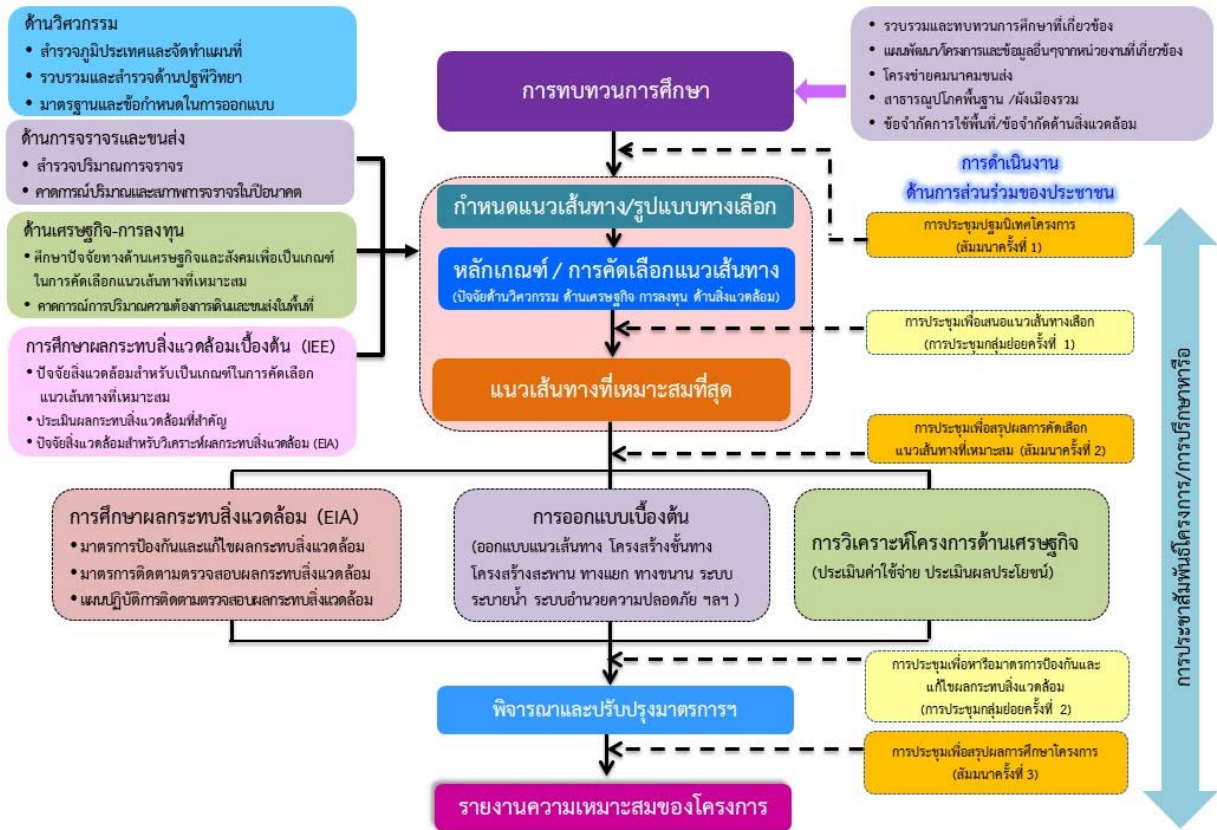 ด้านวิศวกรรม
• สำรวจภูมิประเทศและจัดทำแผนที่
• รวบรวมและสำรวจด้านปฐพีวิทยา
• มาตรฐานและข้อกำหนดในการออกแบบ
ด้านการจราจรและขนส่ง
• สำรวจปริมาณการจราจร
• คาดการณ์ปริมาณและสภาพการจราจรในปีอนาคต
ด้านเศรษฐกิจ-การลงทุน
• ศึกษาปัจจัยทางด้านเศรษฐกิจและสังคมเพื่อเป็นเกณฑ์
ในการคัดเลือกแนวเส้นทางที่เหมาะสม
• คาดการณ์การปริมาณความต้องการเดินและขนส่งในพื้นที่
การศึกษาผลกระทบสิ่งแวดล้อมเบื้องต้น (IEE)
• ปัจจัยสิ่งแวดล้อมสำหรับเป็นเกณฑ์ในการคัดเลือก
แนวเส้นทางที่เหมาะสม
• ประเมินผลกระทบสิ่งแวดล้อมที่สำคัญ
• ปัจจัยสิ่งแวดล้อมสำหรับวิเคราะห์ผลกระทบสิ่งแวดล้อม (EIA)
การทบทวนการศึกษา
• รวบรวมและทบทวนการศึกษาที่เกี่ยวข้อง
• แผนพัฒนา/โครงการและข้อมูลอื่นๆจากหน่วยงานที่เกี่ยวข้อง
• โครงข่ายคมนาคมขนส่ง
• สาธารณูปโภคพื้นฐาน /ผังเมืองรวม
• ข้อจำกัดการใช้พื้นที่/ข้อจำกัดด้านสิ่งแวดล้อม
การดำเนินงาน
ด้านการส่วนร่วมของประชาชน
กำหนดแนวเส้นทาง/รูปแบบทางเลือก
หลักเกณฑ์ / การคัดเลือกแนวเส้นทาง
(ปัจจัยด้านวิศวกรรม ด้านเศรษฐกิจ การลงทุน ด้านสิ่งแวดล้อม)
แนวเส้นทางที่เหมาะสมที่สุด
การประชุมปฐมนิเทศโครงการ
(สัมมนาครั้งที่ 1)
การประชุมเพื่อเสนอแนวเส้นทางเลือก
(การประชุมกลุ่มย่อยครั้งที่ 1)
การประชุมเพื่อสรุปผลการคัดเลือก
แนวเส้นทางที่เหมาะสม (สัมมนาครั้งที่ 2)
การศึกษาผลกระทบสิ่งแวดล้อม (EIA)
• มาตรการป้องกันและแก้ไขผลกระทบสิ่งแวดล้อม
• มาตรการติดตามตรวจสอบผลกระทบสิ่งแวดล้อม
• แผนปฏิบัติการติดตามตรวจสอบผลกระทบสิ่งแวดล้อม
การออกแบบเบื้องต้น
(ออกแบบแนวเส้นทาง โครงสร้างชั้นทาง
โครงสร้างสะพาน ทางแยก ทางขนาน ระบบ
ระบายน้ำ ระบบอำนวยความปลอดภัย ฯลฯ )
การวิเคราะห์โครงการด้านเศรษฐกิจ
(ประเมินค่าใช้จ่าย ประเมินผลประโยชน์)
การประชุมเพื่อหารือมาตรการป้องกันและ
แก้ไขผลกระทบสิ่งแวดล้อม
(การประชุมกลุ่มย่อยครั้งที่ 2)
พิจารณาและปรับปรุงมาตรการฯ
การประชุมเพื่อสรุปผลการศึกษาโครงการ
(สัมมนาครั้งที่ 3)
รายงานความเหมาะสมของโครงการ
การประชาสัมพันธ์โครงการ/การปรึกษาหารือ